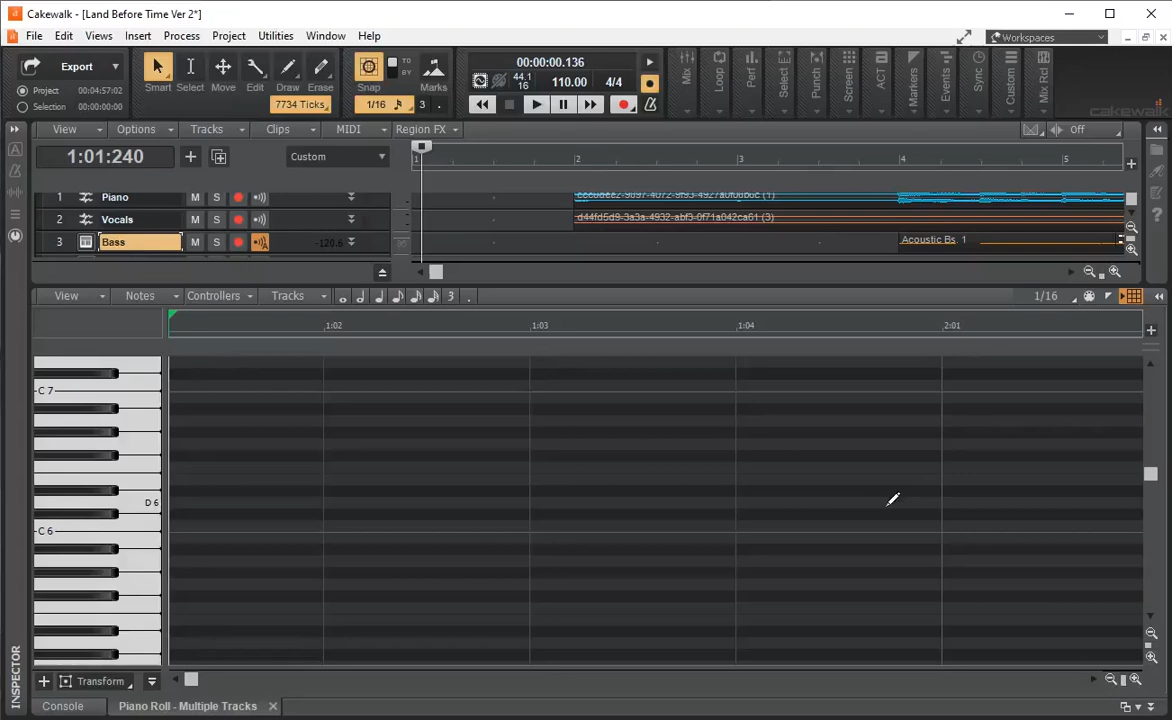 Cakewalk - [Land Before Time Ver 2*]
File Edit Views Insert Process Project Utilities Window Help
Workspaces
Export
Project 00:04:57:02
Selection 00:00:00:00
Smart Select Move Edit Draw Erase
7734 Ticks
Snap TO BY Marks
1/16 3 .
00:00:00.136
44.1 16 110.00 4/4
Mix Loop Perf Select Punch Screen ACT Markers Events Sync Custom Mix Rcl
cakewalk
View Options Tracks Clips MIDI Region FX Off
1:01:240 Custom 1 2 3 4 5
1 Piano M S
2 Vocals M S d44fd5d9-3a3a-4932-abf3-0f71a042ca61 (3)
3 Bass M S A -120.6 Acoustic Bs. 1
View Notes Controllers Tracks 3 . 1/16
1:02 1:03 1:04 2:01
C 7
D 6
C 6
Transform
INSPECTOR
Console Piano Roll - Multiple Tracks